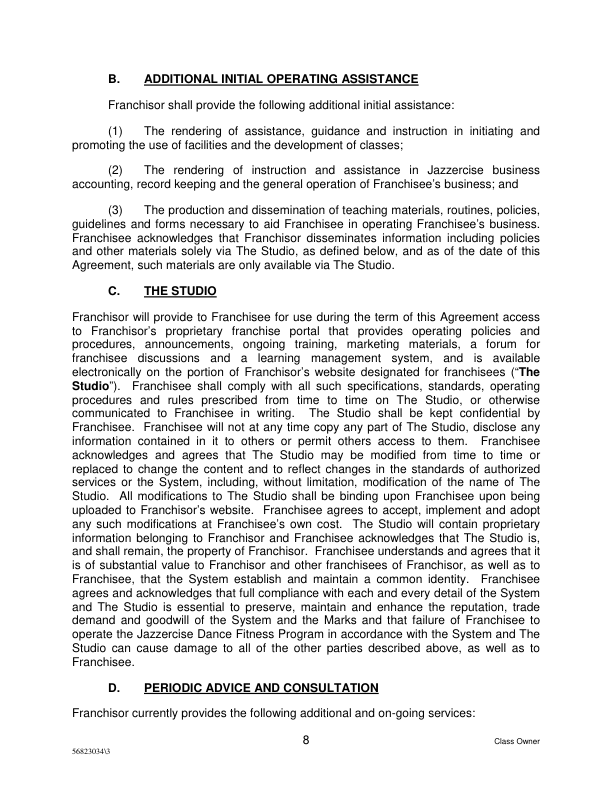 B. ADDITIONAL INITIAL OPERATING ASSISTANCE
Franchisor shall provide the following additional initial assistance:
(1) The rendering of assistance, guidance and instruction in initiating and
promoting the use of facilities and the development of classes;
(2) The rendering of instruction and assistance in Jazzercise business
accounting, record keeping and the general operation of Franchisee's business; and
(3) The production and dissemination of teaching materials, routines, policies,
guidelines and forms necessary to aid Franchisee in operating Franchisee's business.
Franchisee acknowledges that Franchisor disseminates information including policies
and other materials solely via The Studio, as defined below, and as of the date of this
Agreement, such materials are only available via The Studio.
C. THE STUDIO
Franchisor will provide to Franchisee for use during the term of this Agreement access
to Franchisor's proprietary franchise portal that provides operating policies and
procedures, announcements, ongoing training, marketing materials, a forum for
franchisee discussions and a learning management system, and is available
electronically on the portion of Franchisor's website designated for franchisees ("The
Studio"). Franchisee shall comply with all such specifications, standards, operating
procedures and rules prescribed from time to time on The Studio, or otherwise
communicated to Franchisee in writing. The Studio shall be kept confidential by
Franchisee. Franchisee will not at any time copy any part of The Studio, disclose any
information contained in it to others or permit others access to them. Franchisee
acknowledges and agrees that The Studio may be modified from time to time or
replaced to change the content and to reflect changes in the standards of authorized
services or the System, including, without limitation, modification of the name of The
Studio. All modifications to The Studio shall be binding upon Franchisee upon being
uploaded to Franchisor's website. Franchisee agrees to accept, implement and adopt
any such modifications at Franchisee's own cost. The Studio will contain proprietary
information belonging to Franchisor and Franchisee acknowledges that The Studio is,
and shall remain, the property of Franchisor. Franchisee understands and agrees that it
is of substantial value to Franchisor and other franchisees of Franchisor, as well as to
Franchisee, that the System establish and maintain a common identity. Franchisee
agrees and acknowledges that full compliance with each and every detail of the System
and The Studio is essential to preserve, maintain and enhance the reputation, trade
demand and goodwill of the System and the Marks and that failure of Franchisee to
operate the Jazzercise Dance Fitness Program in accordance with the System and The
Studio can cause damage to all of the other parties described above, as well as to
Franchisee.
D. PERIODIC ADVICE AND CONSULTATION
Franchisor currently provides the following additional and on-going services:
8
Class Owner
56823034\3